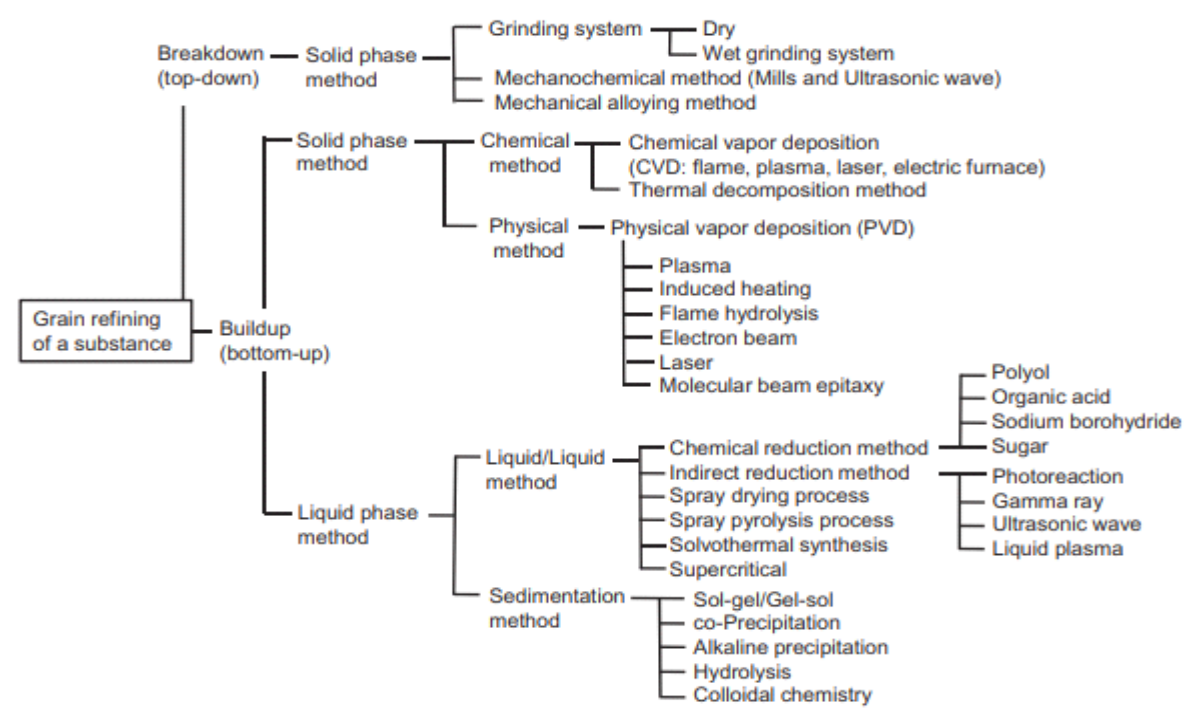 Grinding system
Dry
Wet grinding system
Breakdown
(top-down)
Solid phase
method
Mechanochemical method (Mills and Ultrasonic wave)
Mechanical alloying method
Solid phase
method
Chemical
method
Chemical vapor deposition
(CVD: flame, plasma, laser, electric furnace)
Thermal decomposition method
Physical
method
Physical vapor deposition (PVD)
Plasma
Induced heating
Flame hydrolysis
Electron beam
Laser
Molecular beam epitaxy
Grain refining
of a substance
Buildup
(bottom-up)
Liquid phase
method
Liquid/Liquid
method
Chemical reduction method
Polyol
Organic acid
Sodium borohydride
Sugar
Indirect reduction method
Photoreaction
Gamma ray
Ultrasonic wave
Liquid plasma
Spray drying process
Spray pyrolysis process
Solvothermal synthesis
Supercritical
Sedimentation
method
Sol-gel/Gel-sol
co-Precipitation
Alkaline precipitation
Hydrolysis
Colloidal chemistry